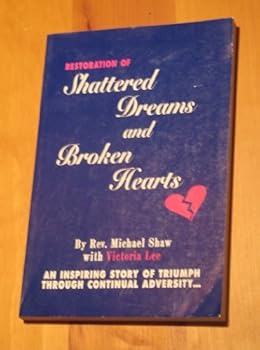 RESTORATION OF
Shattered
Dreams
and
Broken
Hearts
By Rev. Michael Shaw
with Victoria Lee
AN INSPIRING STORY OF TRIUMPH
THROUGH CONTINUAL ADVERSITY...